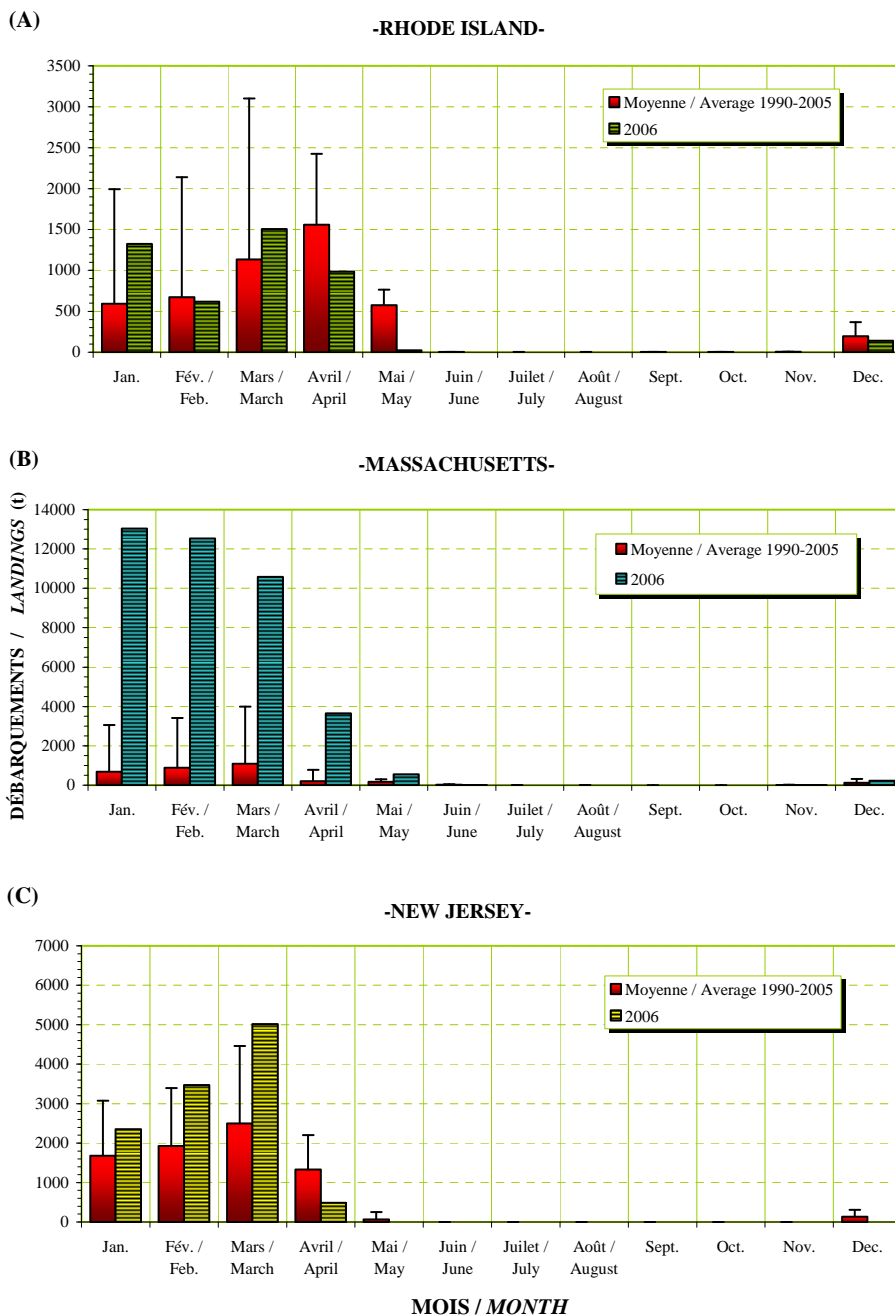 (A)
-RHODE ISLAND-
3500
3000
2500
2000
1500
1000
500
0
Moyenne / Average 1990-2005
2006
Jan. Fév. / Mars / Avril / Mai / Juin / Juilet / Août / Sept. Oct. Nov. Dec.
Feb. March April May June July August
(B)
-MASSACHUSETTS-
DÉBARQUEMENTS / LANDINGS (t)
14000
12000
10000
8000
6000
4000
2000
0
Moyenne / Average 1990-2005
2006
Jan. Fév. / Mars / Avril / Mai / Juin / Juilet / Août / Sept. Oct. Nov. Dec.
Feb. March April May June July August
(C)
-NEW JERSEY-
7000
6000
5000
4000
3000
2000
1000
0
Moyenne / Average 1990-2005
2006
Jan. Fév. / Mars / Avril / Mai / Juin / Juilet / Août / Sept. Oct. Nov. Dec.
Feb. March April May June July August
MOIS / MONTH